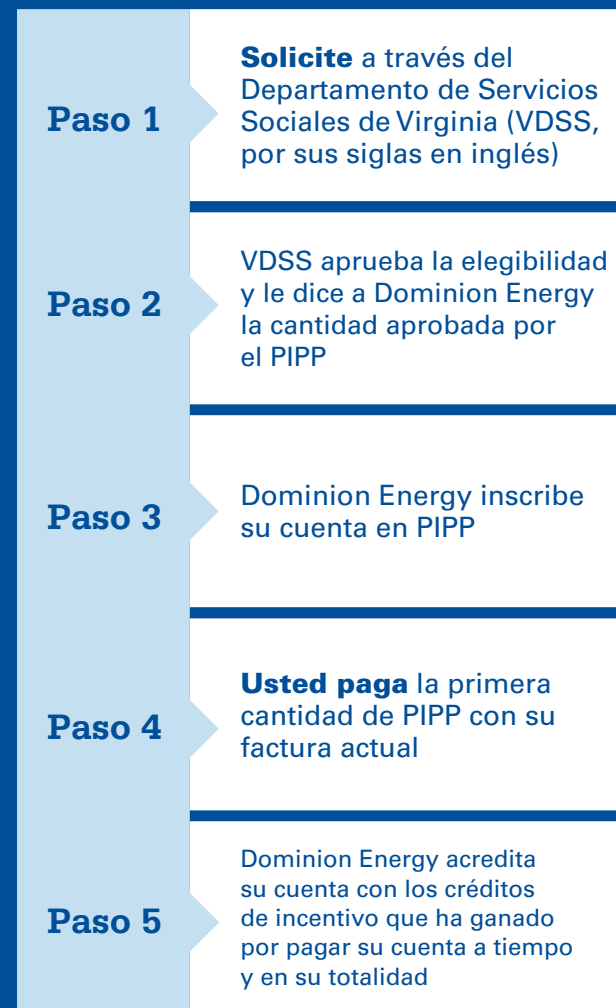 Paso 1
Solicite a través del
Departamento de Servicios
Sociales de Virginia (VDSS,
por sus siglas en inglés)
Paso 2
VDSS aprueba la elegibilidad
y le dice a Dominion Energy
la cantidad aprobada por
el PIPP
Paso 3
Dominion Energy inscribe
su cuenta en PIPP
Paso 4
Usted paga la primera
cantidad de PIPP con su
factura actual
Paso 5
Dominion Energy acredita
su cuenta con los créditos
de incentivo que ha ganado
por pagar su cuenta a tiempo
y en su totalidad